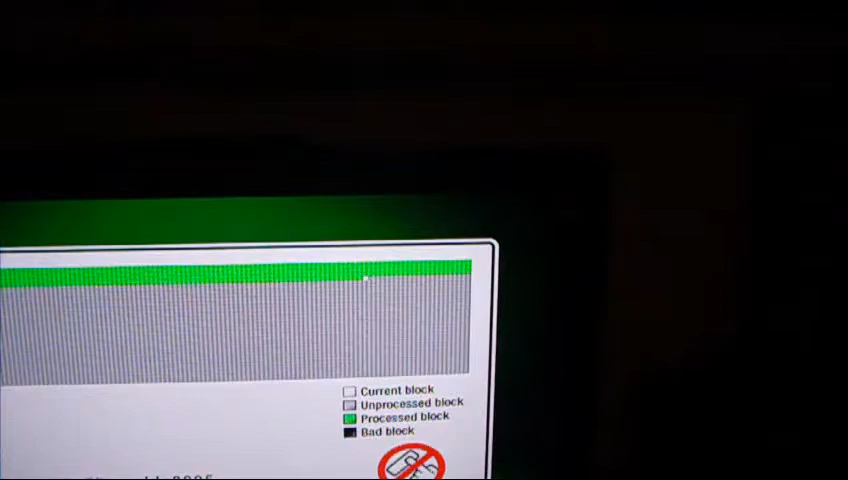 Current block
Unprocessed block
Processed block
Bad block